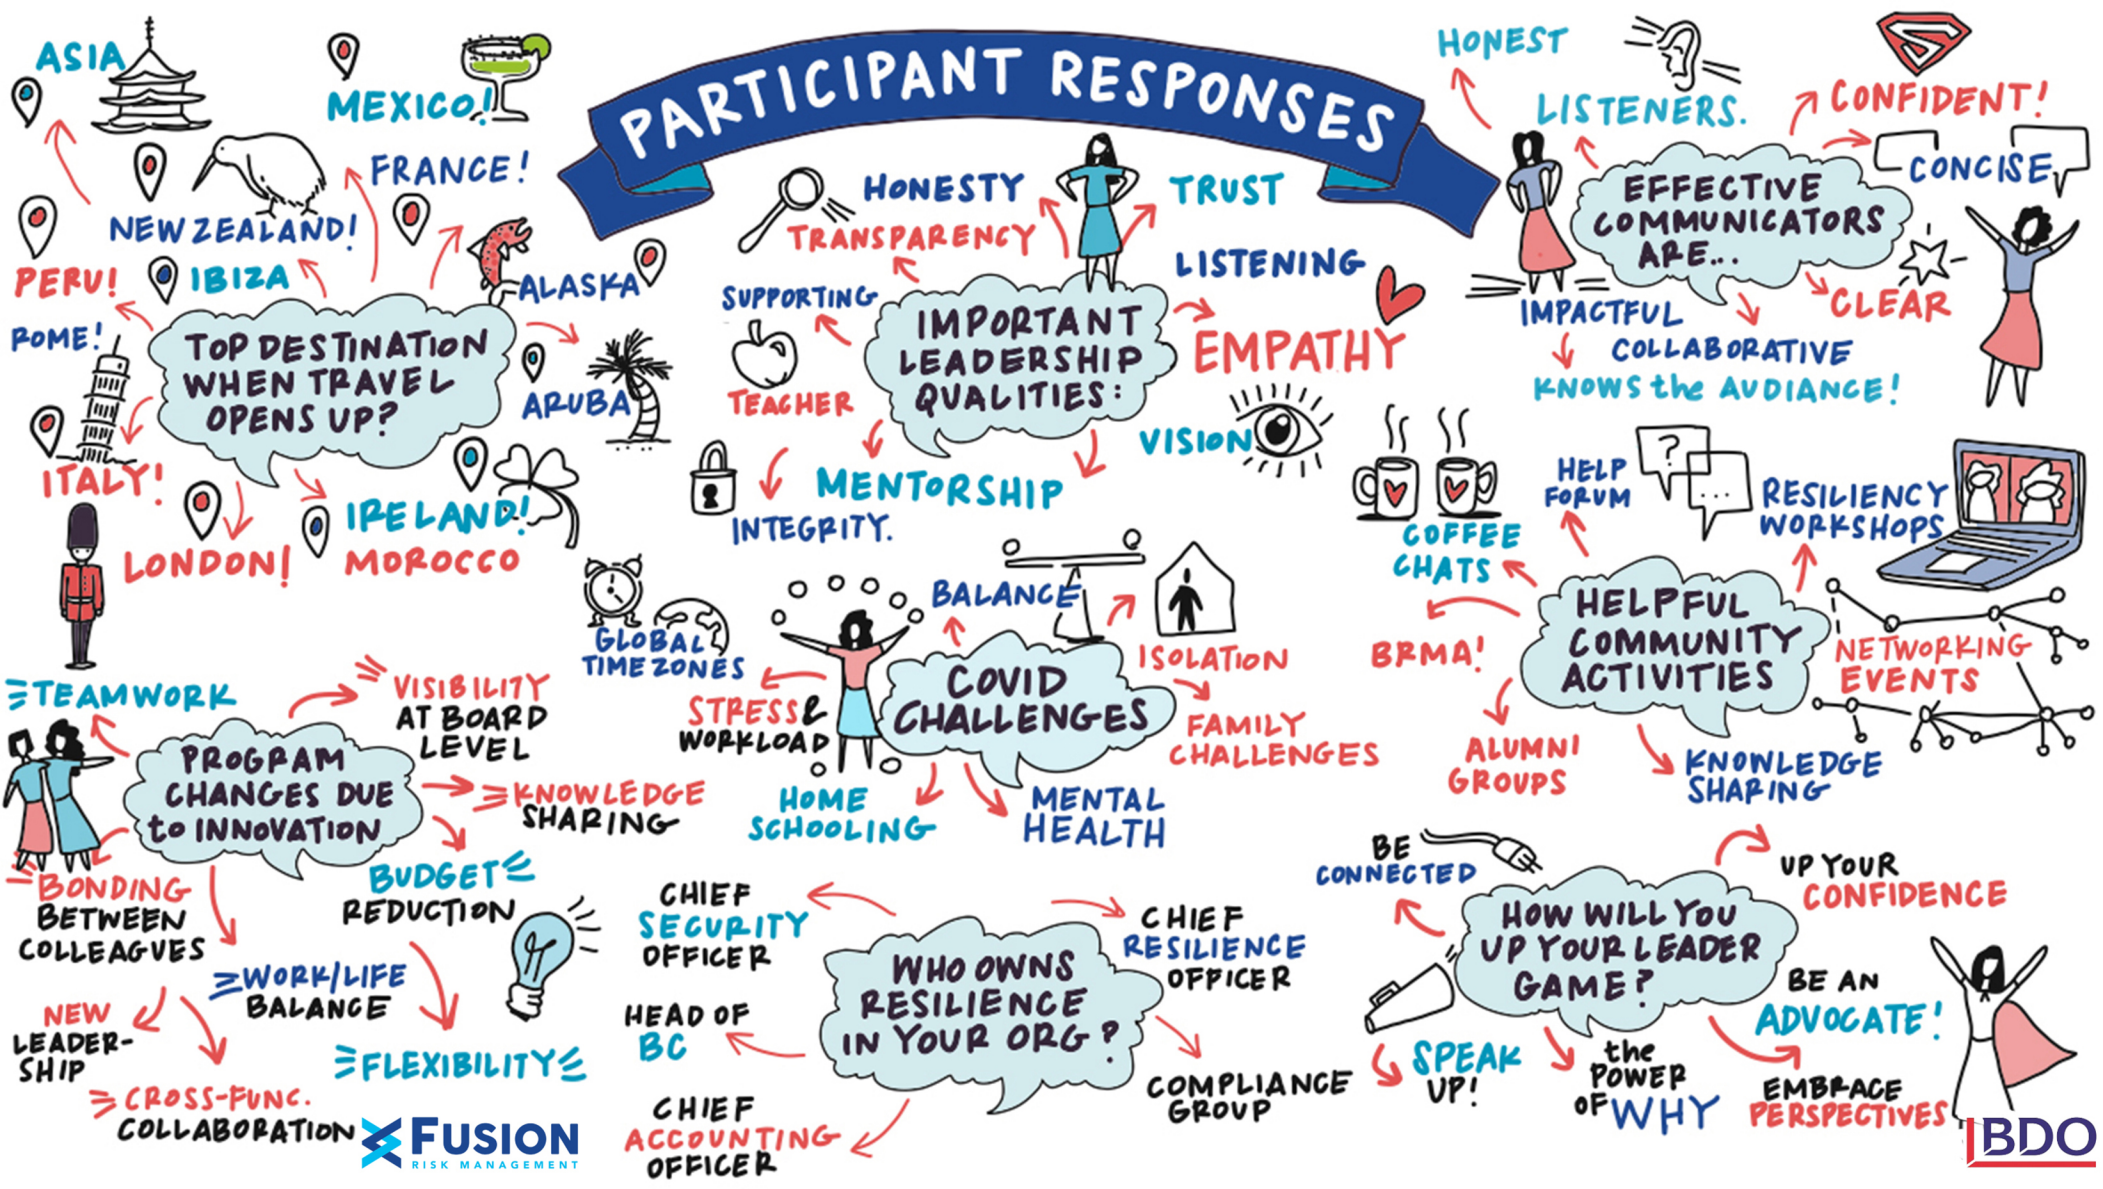 PARTICIPANT RESPONSES
ASIA
MEXICO!
FRANCE!
NEW ZEALAND!
PERU!
IBIZA
ALASKA
ROME!
TOP DESTINATION
WHEN TRAVEL
OPENS UP?
ARUBA
ITALY!
IRELAND!
LONDON!
MOROCCO
HONESTY
TRUST
TRANSPARENCY
LISTENING
SUPPORTING
IMPORTANT
LEADERSHIP
QUALITIES:
EMPATHY
TEACHER
VISION
MENTORSHIP
INTEGRITY.
HONEST
LISTENERS.
CONFIDENT!
CONCISE
EFFECTIVE
COMMUNICATORS
ARE...
IMPACTFUL
CLEAR
COLLABORATIVE
KNOWS the AUDIANCE!
GLOBAL
TIME ZONES
BALANCE
ISOLATION
COVID
CHALLENGES
STRESS &
WORKLOAD
FAMILY
CHALLENGES
HOME
SCHOOLING
MENTAL
HEALTH
HELP
FORUM
?
...
RESILIENCY
WORKSHOPS
COFFEE
CHATS
HELPFUL
COMMUNITY
ACTIVITIES
BRMA!
NETWORKING
EVENTS
ALUMNI
GROUPS
KNOWLEDGE
SHARING
TEAMWORK
VISIBILITY
AT BOARD
LEVEL
PROGRAM
CHANGES DUE
to INNOVATION
KNOWLEDGE
SHARING
BUDGET
REDUCTION
BONDING
BETWEEN
COLLEAGUES
WORK/LIFE
BALANCE
NEW
LEADER-
SHIP
FLEXIBILITY
CROSS-FUNC.
COLLABORATION
CHIEF
SECURITY
OFFICER
CHIEF
RESILIENCE
OFFICER
WHO OWNS
RESILIENCE
IN YOUR ORG?
HEAD OF
BC
COMPLIANCE
GROUP
CHIEF
ACCOUNTING
OFFICER
BE
CONNECTED
UP YOUR
CONFIDENCE
HOW WILL YOU
UP YOUR LEADER
GAME?
BE AN
ADVOCATE!
SPEAK
UP!
the
POWER
OF WHY
EMBRACE
PERSPECTIVES
FUSION
RISK MANAGEMENT
BDO